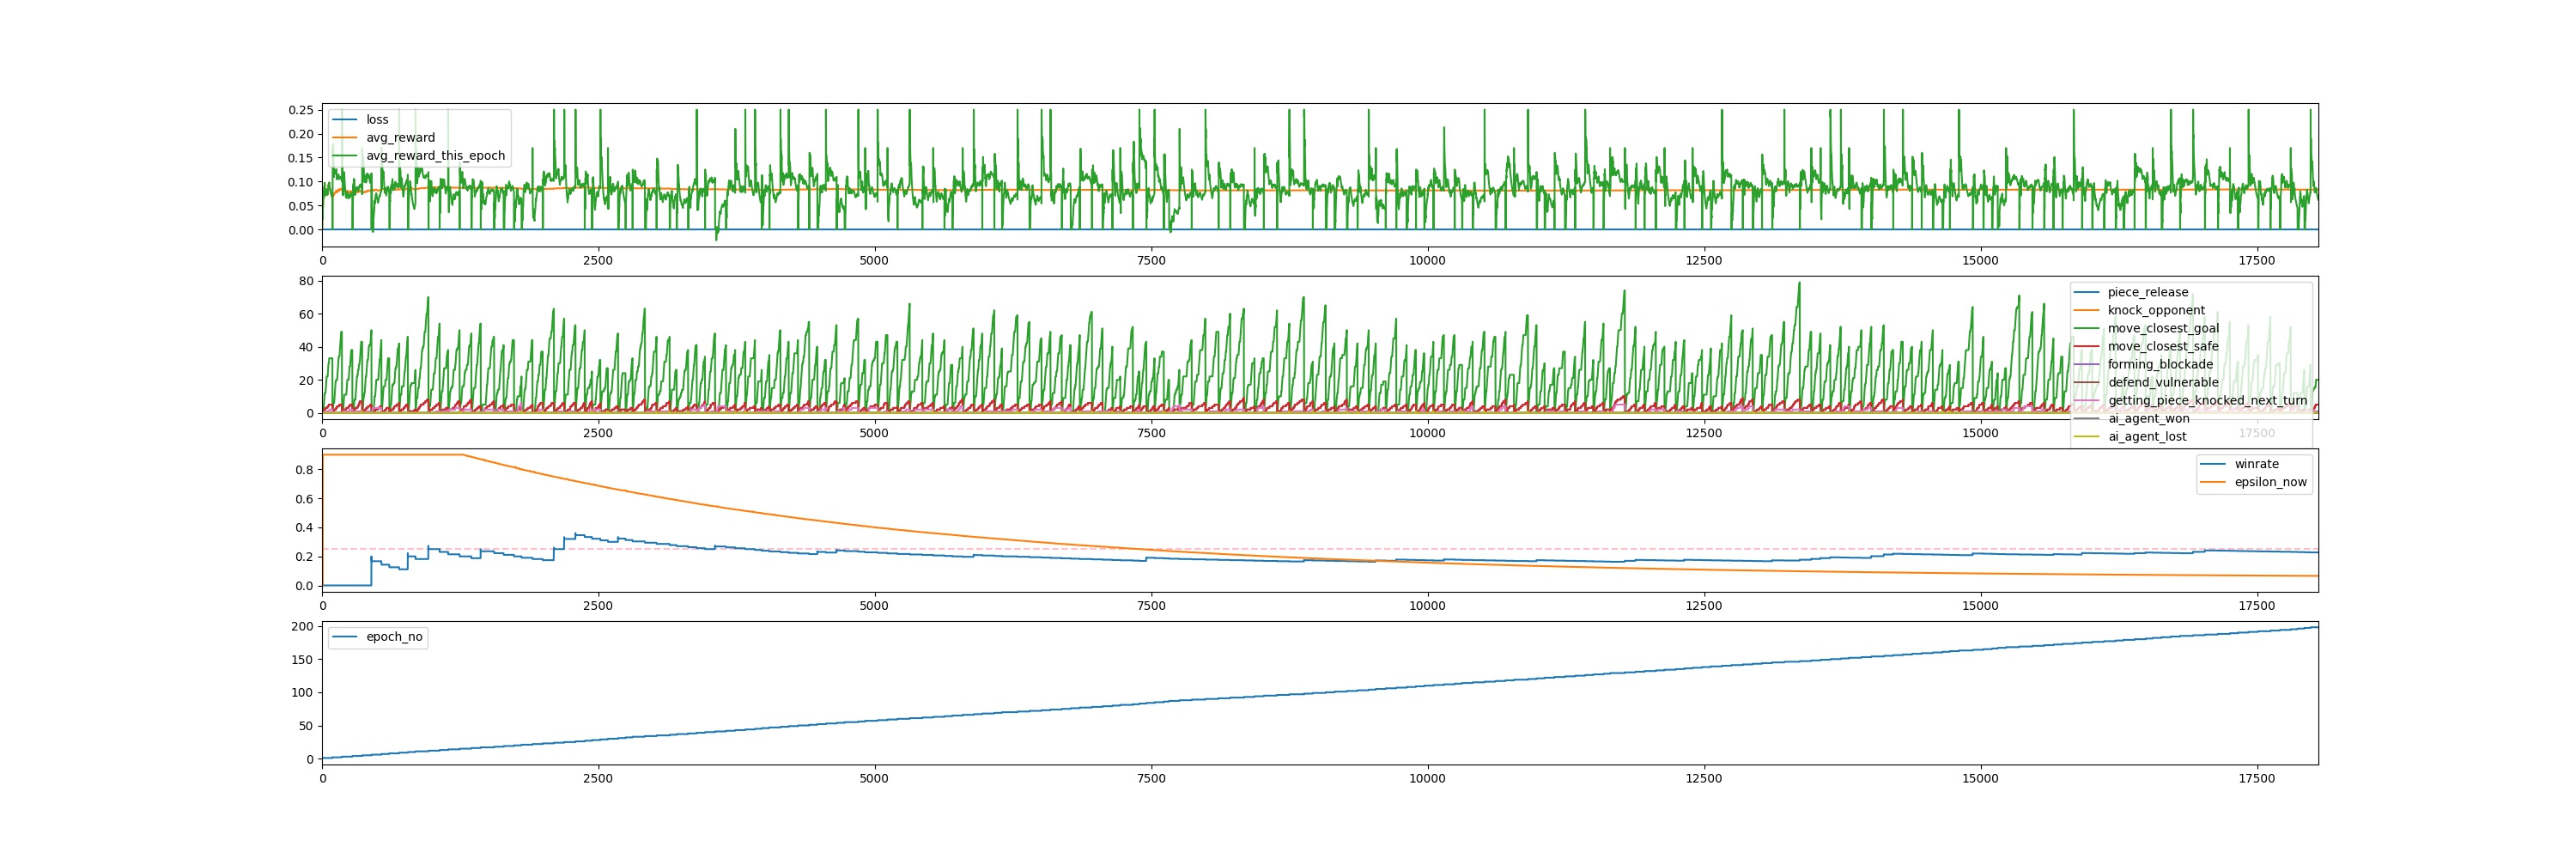 0.25
0.20
0.15
0.10
0.05
0.00
loss
avg_reward
avg_reward_this_epoch
0 2500 5000 7500 10000 12500 15000 17500
80
60
40
20
0
piece_release
knock_opponent
move_closest_goal
move_closest_safe
forming_blockade
defend_vulnerable
getting_piece_knocked_next_turn
ai_agent_won
ai_agent_lost
0 2500 5000 7500 10000 12500 15000 17500
0.8
0.6
0.4
0.2
0.0
winrate
epsilon_now
0 2500 5000 7500 10000 12500 15000 17500
200
150
100
50
0
epoch_no
0 2500 5000 7500 10000 12500 15000 17500